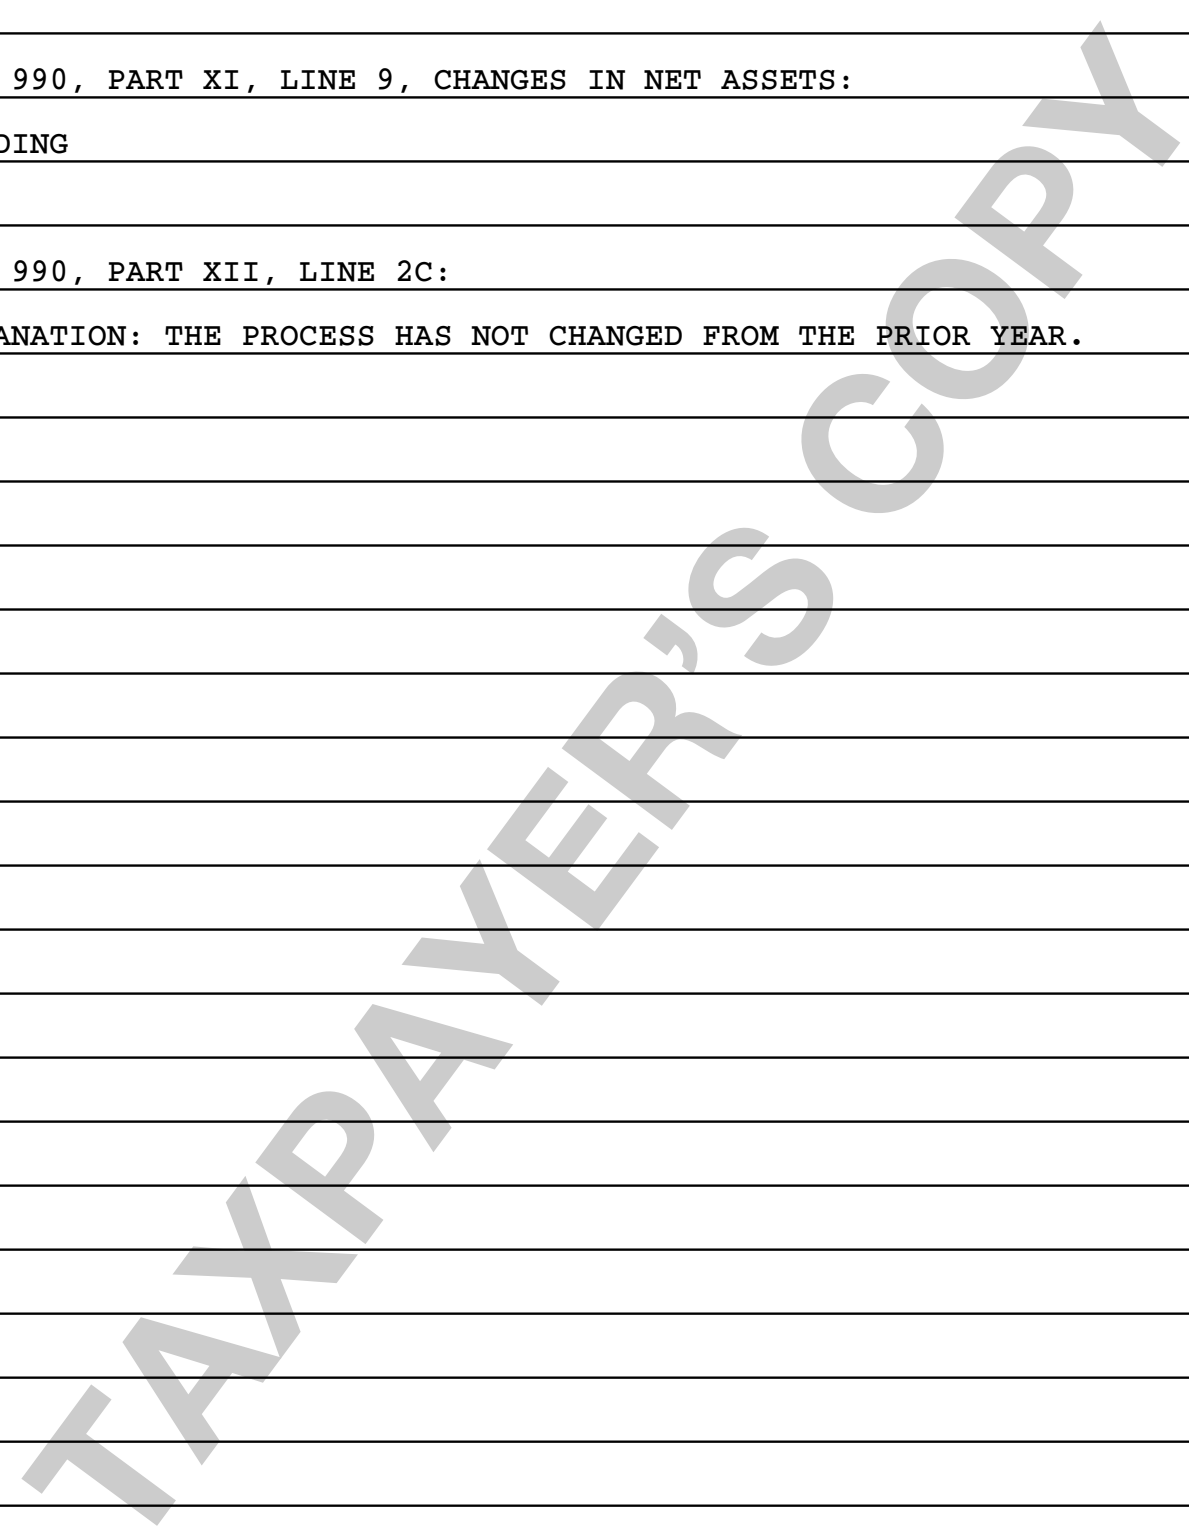 990, PART XI, LINE 9, CHANGES IN NET ASSETS:
DING
990, PART XII, LINE 2C:
ANATION: THE PROCESS HAS NOT CHANGED FROM THE PRIOR YEAR.
TAXPAYER'S COPY